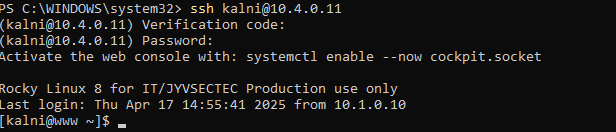 PS C:\WINDOWS\system32> ssh kalni@10.4.0.11
(kalni@10.4.0.11) Verification code:
(kalni@10.4.0.11) Password:
Activate the web console with: systemctl enable --now cockpit.socket

Rocky Linux 8 for IT/JYVSECTEC Production use only
Last login: Thu Apr 17 14:55:41 2025 from 10.1.0.10
[kalni@www ~]$